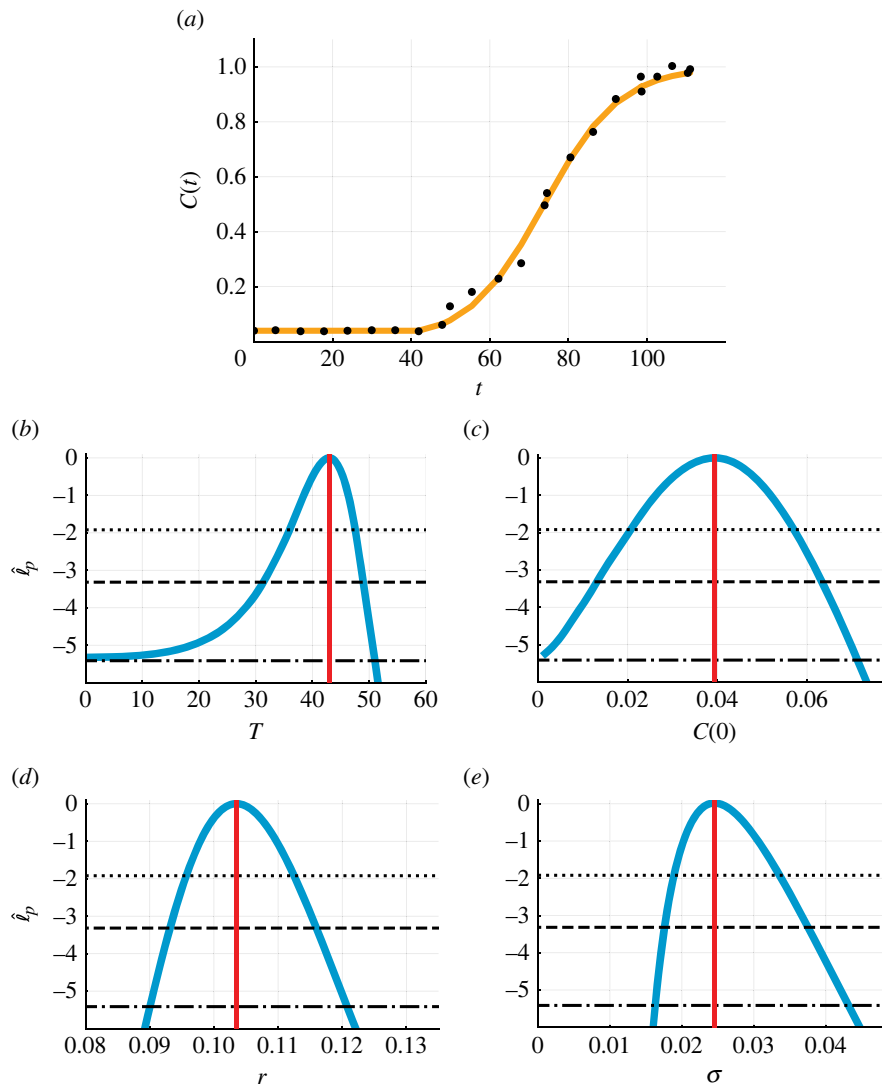 (a)
1.0
0.8
0.6
0.4
0.2
0
C(t)
20 40 60 80 100
t
(b)
0
–1
–2
–3
–4
–5
ℓ̂p
0 10 20 30 40 50 60
T
(c)
0
–1
–2
–3
–4
–5
0 0.02 0.04 0.06
C(0)
(d)
0
–1
–2
–3
–4
–5
ℓ̂p
0.08 0.09 0.10 0.11 0.12 0.13
r
(e)
0
–1
–2
–3
–4
–5
0 0.01 0.02 0.03 0.04
σ